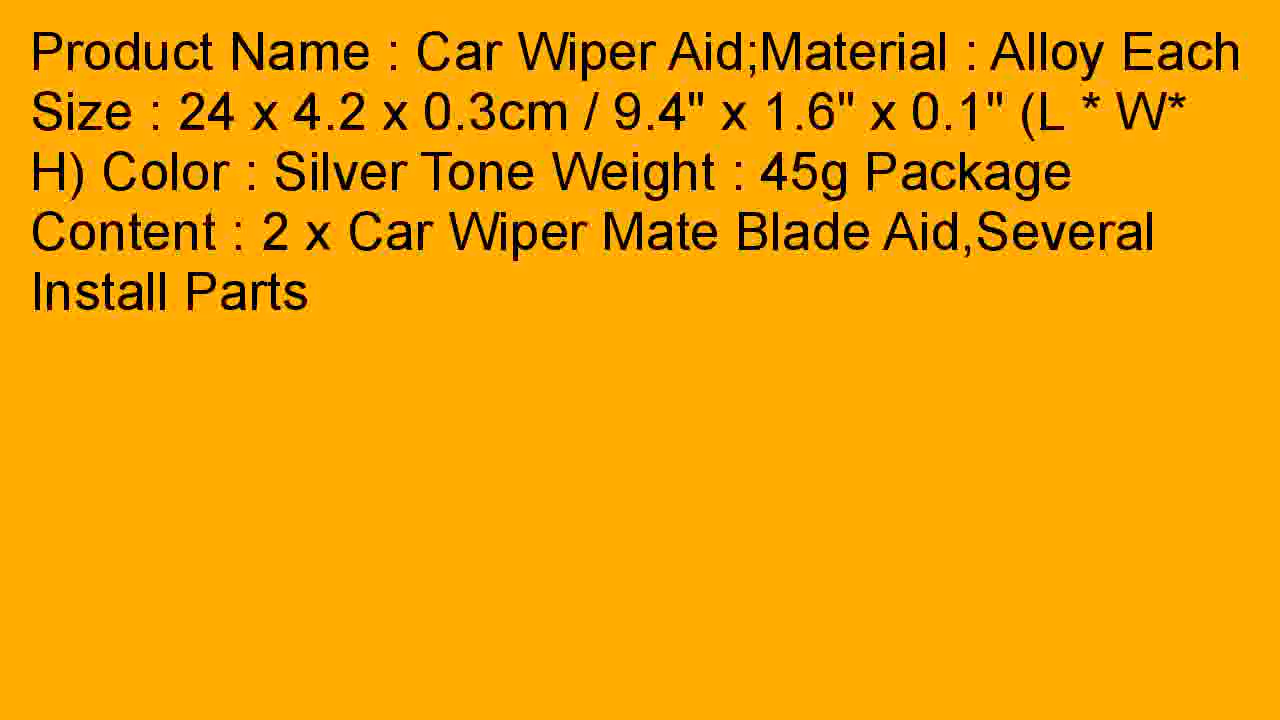 Product Name : Car Wiper Aid;Material : Alloy Each
Size : 24 x 4.2 x 0.3cm / 9.4" x 1.6" x 0.1" (L * W*
H) Color : Silver Tone Weight : 45g Package
Content : 2 x Car Wiper Mate Blade Aid,Several
Install Parts